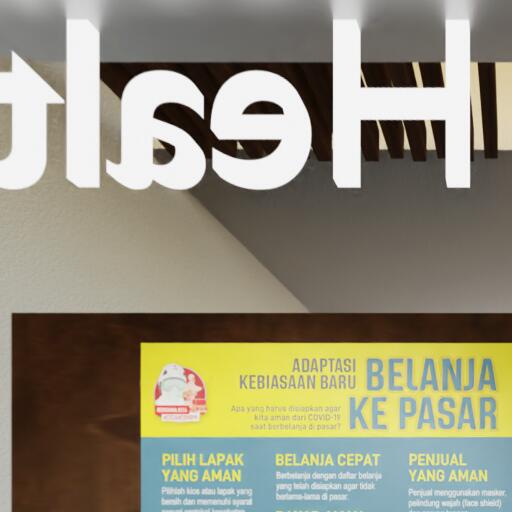 Healt
ADAPTASI
KEBIASAAN BARU
BELANJA
KE PASAR
Apa yang harus disiapkan agar
kita aman dari COVID-19
saat berbelanja di pasar?
PILIH LAPAK
YANG AMAN
Pilihlah kios atau lapak yang
bersih dan memenuhi syarat
BELANJA CEPAT
Berbelanja dengan daftar belanja
yang telah disiapkan agar tidak
berlama-lama di pasar.
PENJUAL
YANG AMAN
Penjual menggunakan masker,
pelindung wajah (face shield)